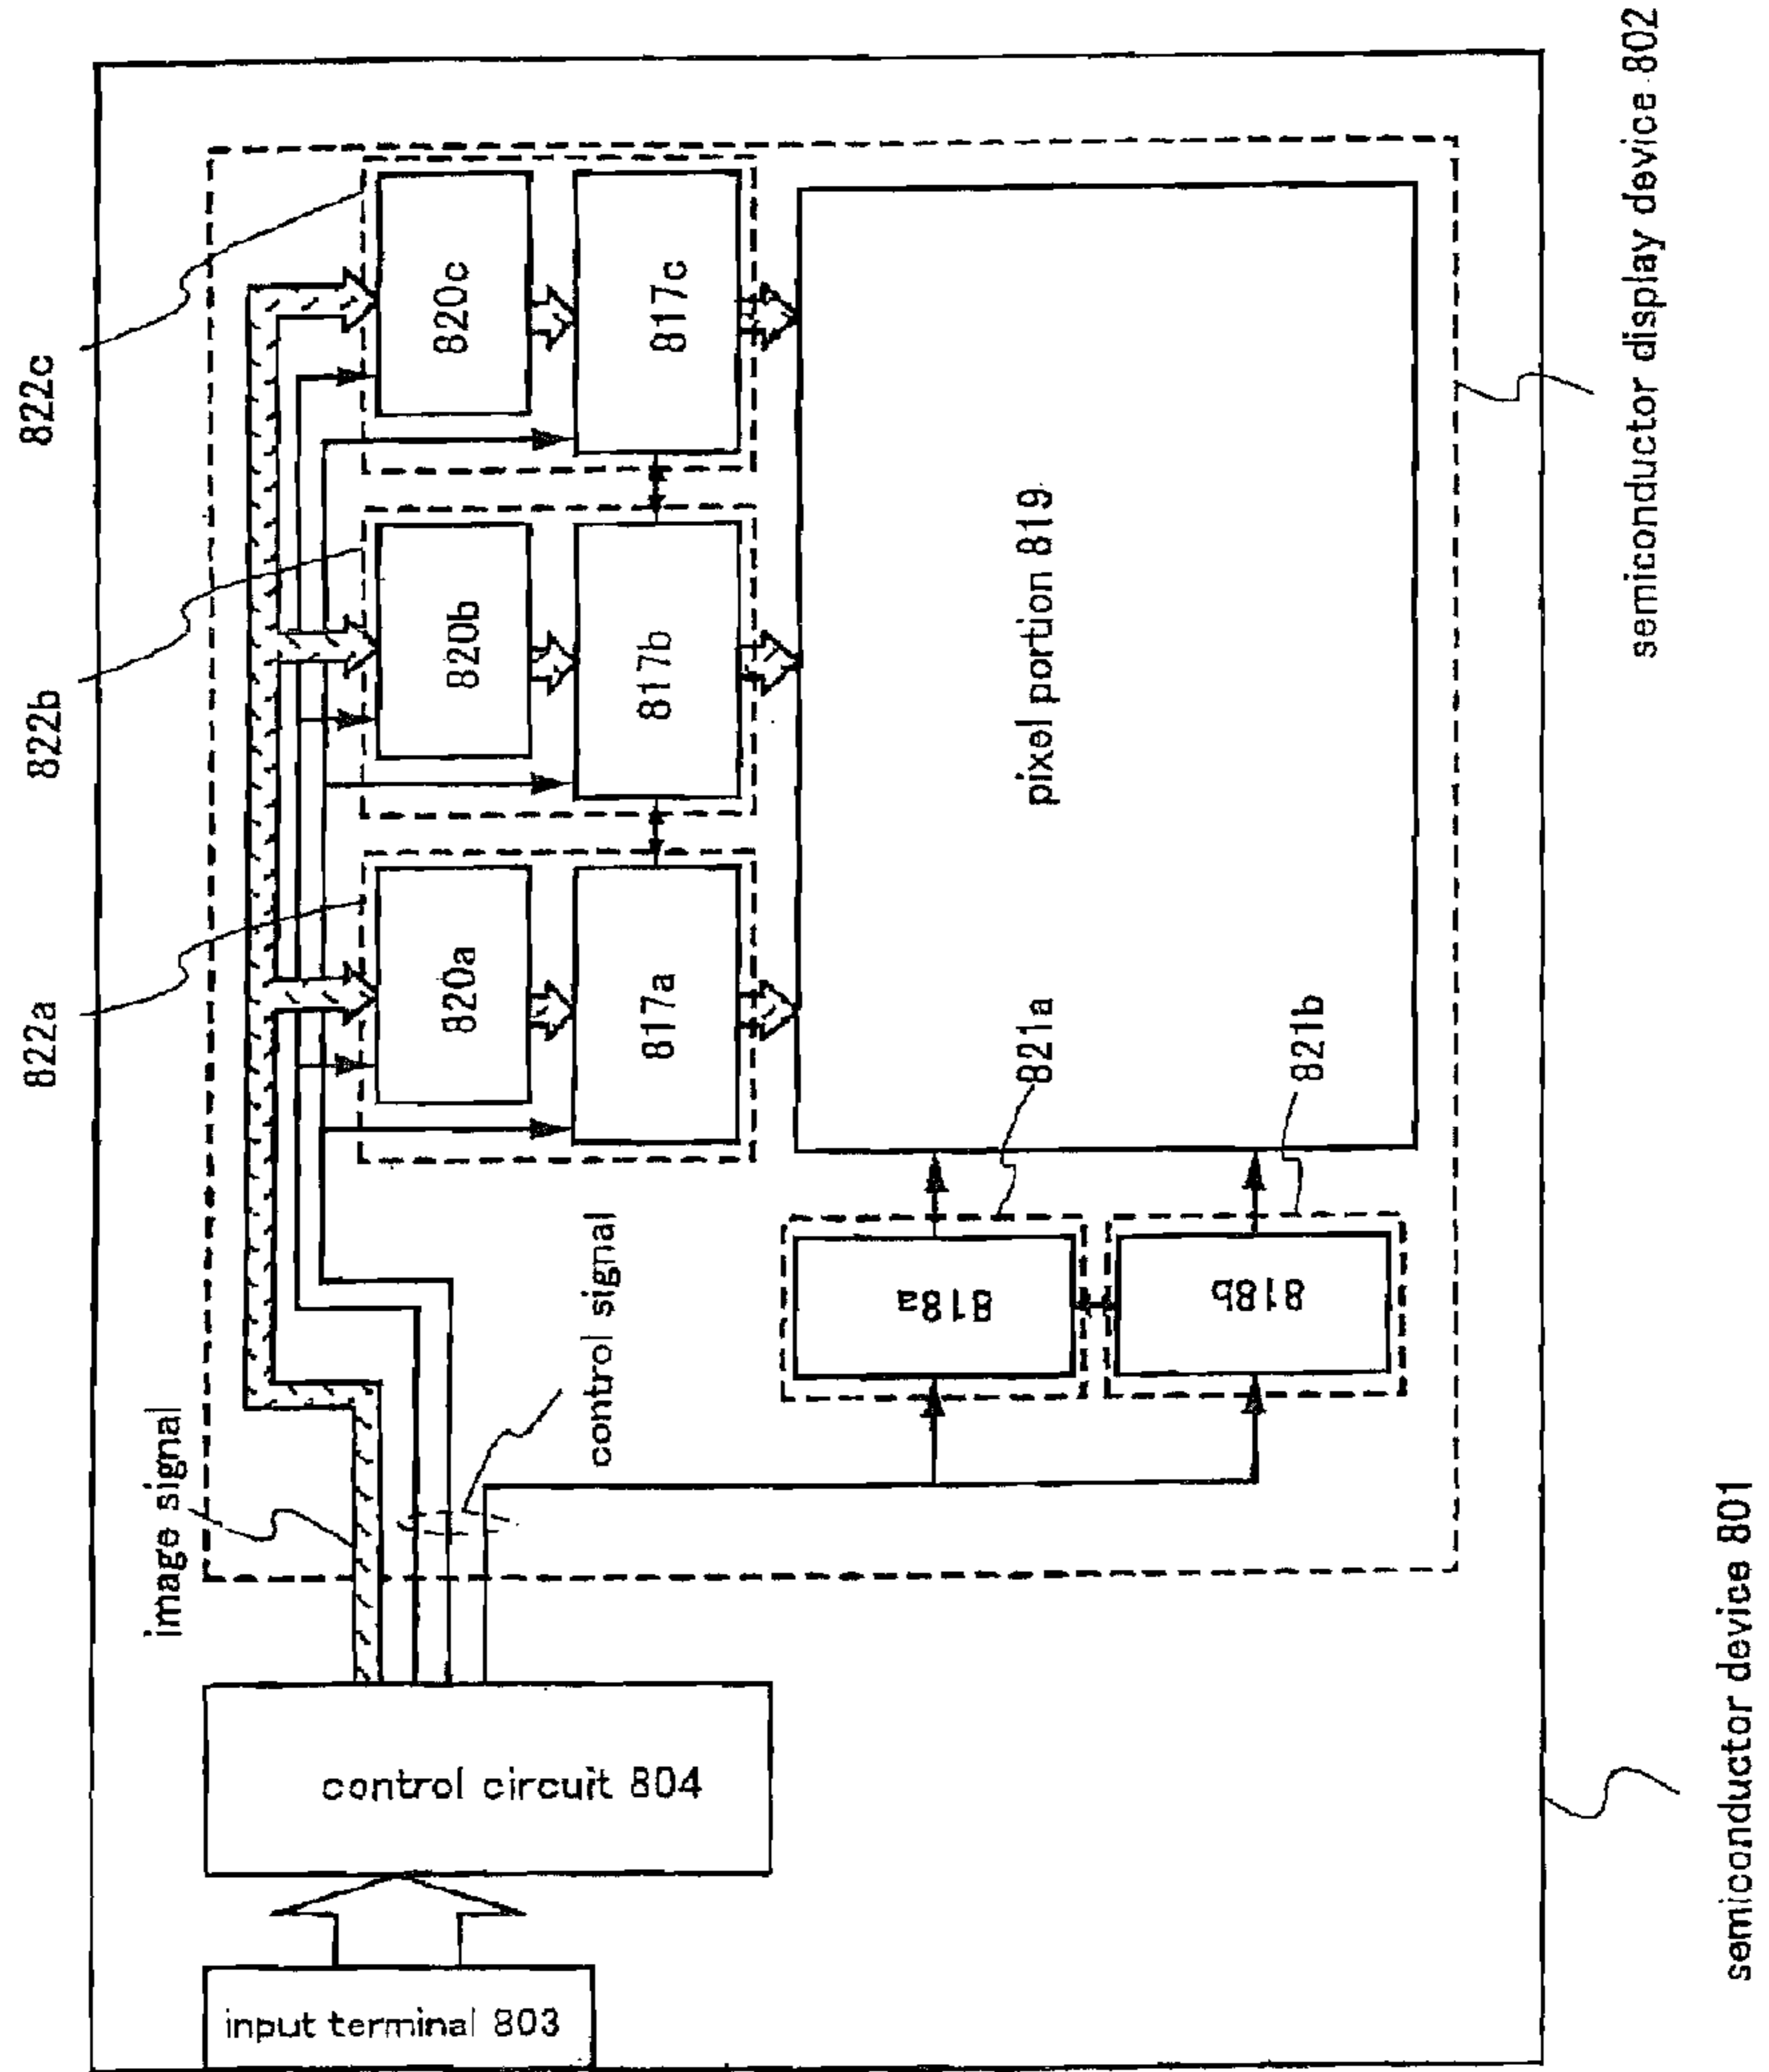 822a
822b
822c
820a
820b
820c
817a
817b
817c
image signal
control signal
control circuit 804
input terminal 803
818a
818b
821a
821b
pixel portion 819
semiconductor display device 802
semiconductor device 801